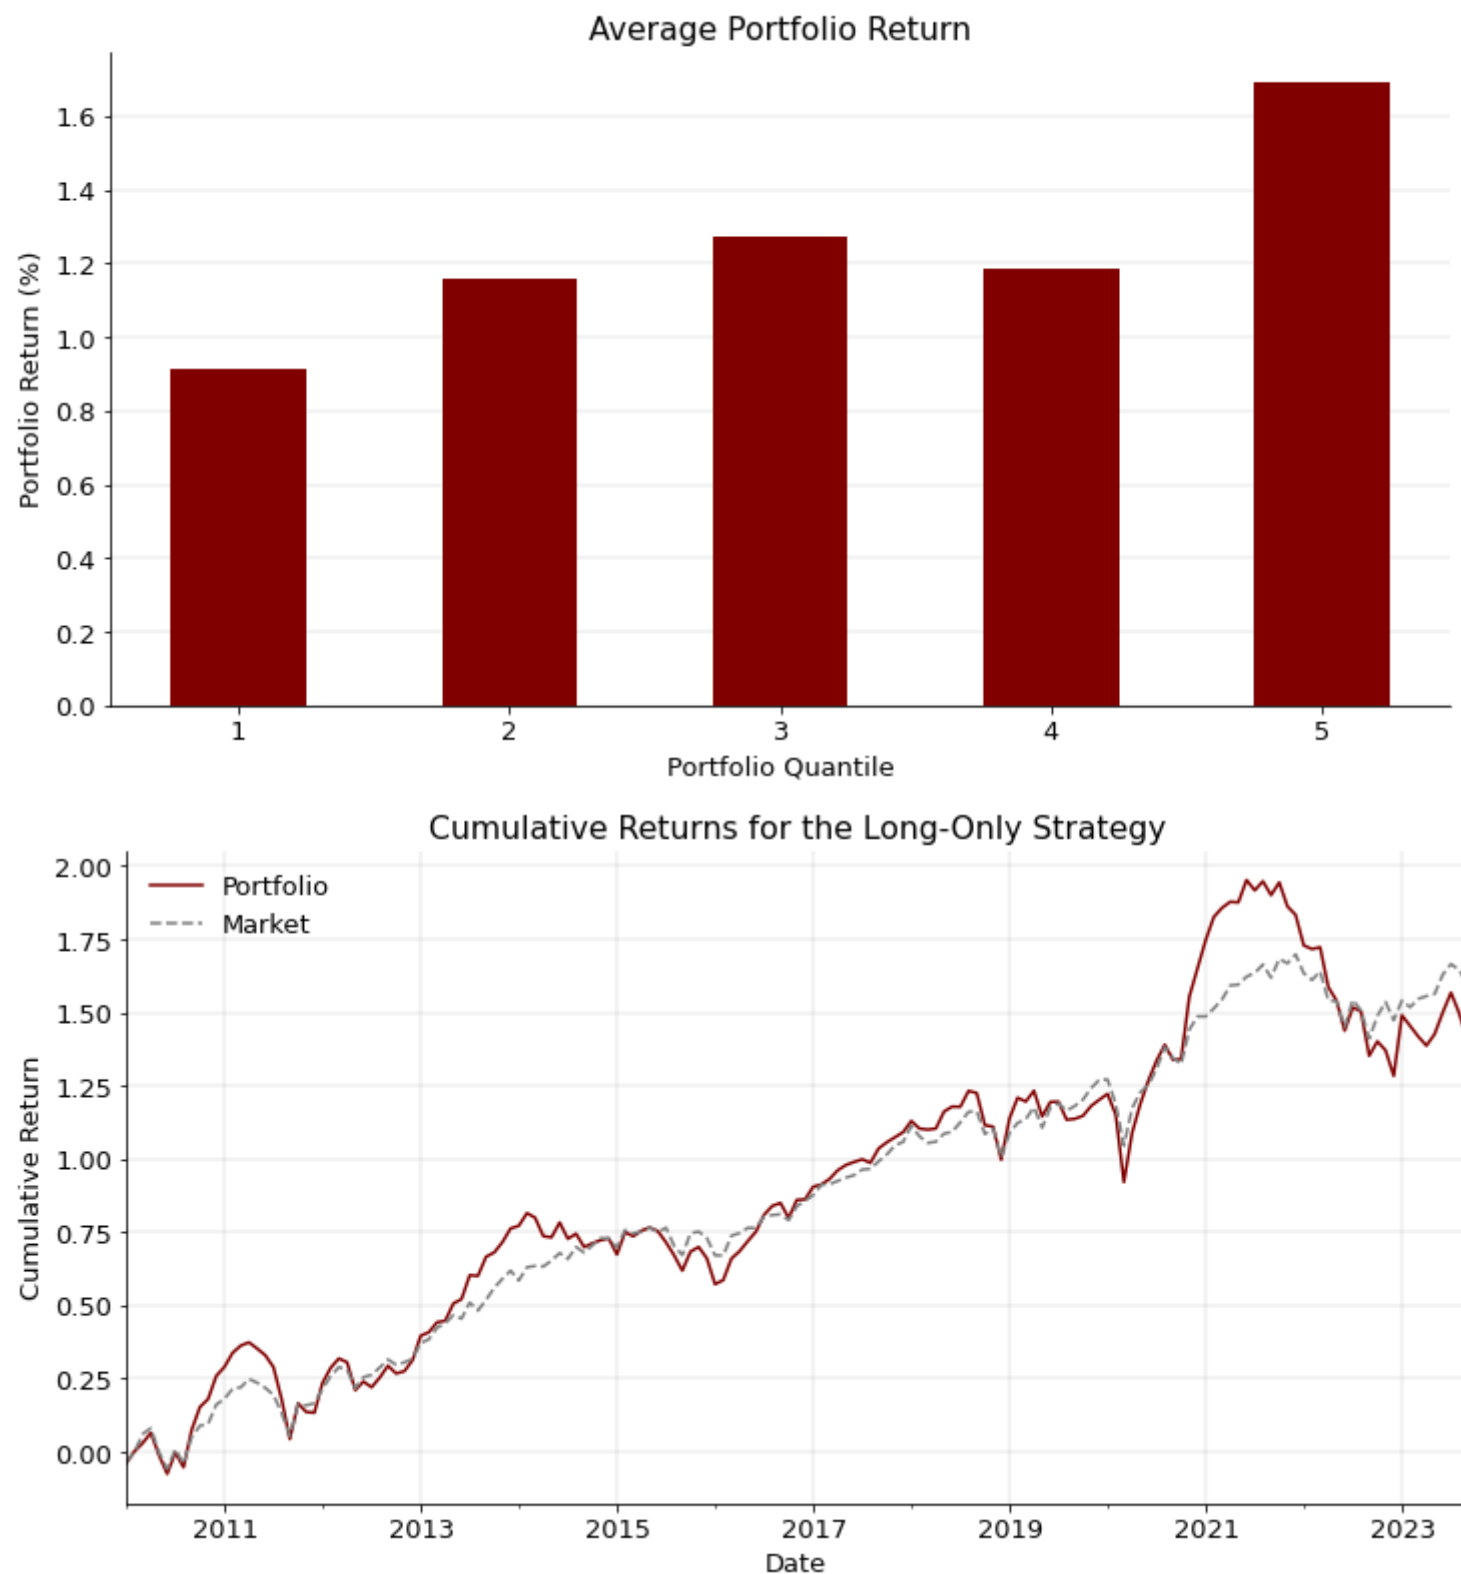 Average Portfolio Return
Portfolio Return (%)
1.6
1.4
1.2
1.0
0.8
0.6
0.4
0.2
0.0
1 2 3 4 5
Portfolio Quantile
Cumulative Returns for the Long-Only Strategy
Cumulative Return
2.00
1.75
1.50
1.25
1.00
0.75
0.50
0.25
0.00
Portfolio
Market
2011 2013 2015 2017 2019 2021 2023
Date